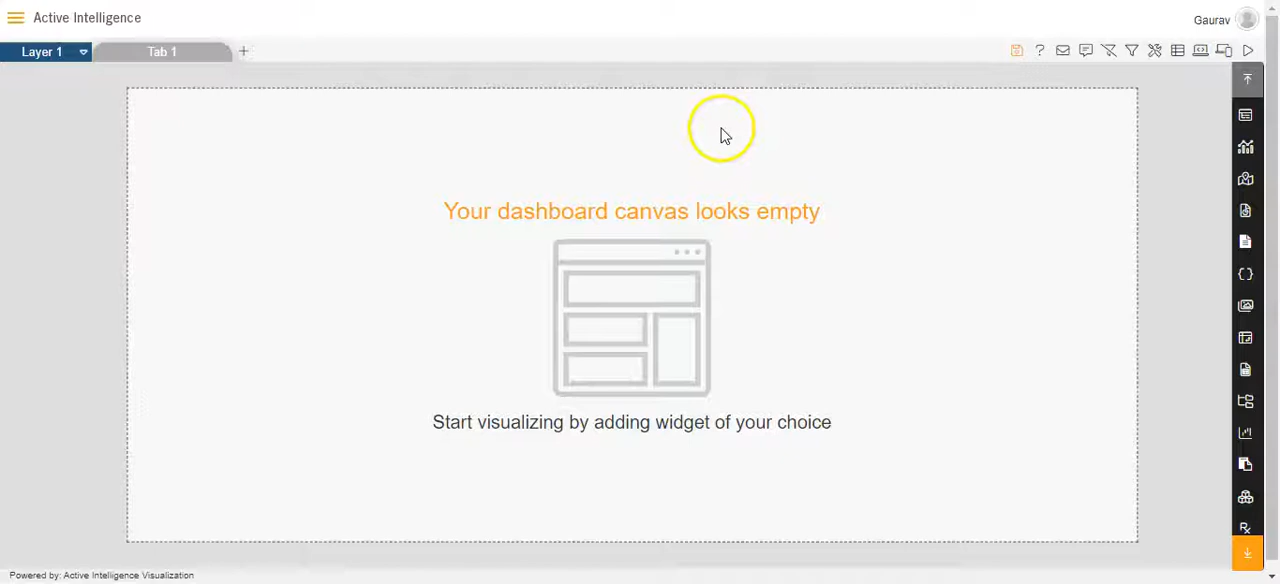 Active Intelligence
Gaurav
Layer 1
Tab 1
Your dashboard canvas looks empty
Start visualizing by adding widget of your choice
Powered by: Active Intelligence Visualization